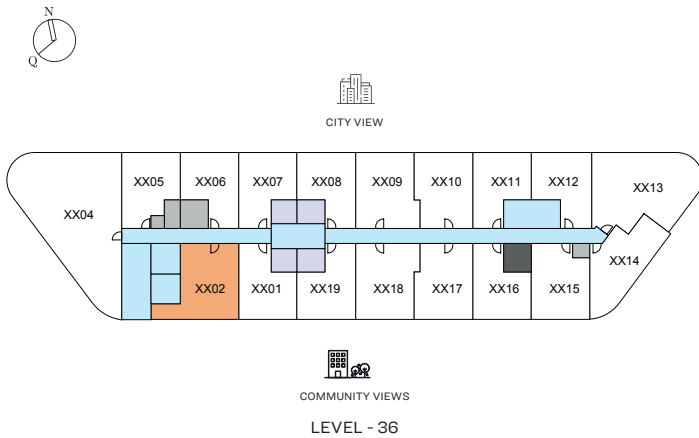 N
Q
CITY VIEW
XX05 XX06 XX07 XX08 XX09 XX10 XX11 XX12
XX13
XX04
XX14
XX02 XX01 XX19 XX18 XX17 XX16 XX15
COMMUNITY VIEWS
LEVEL - 36